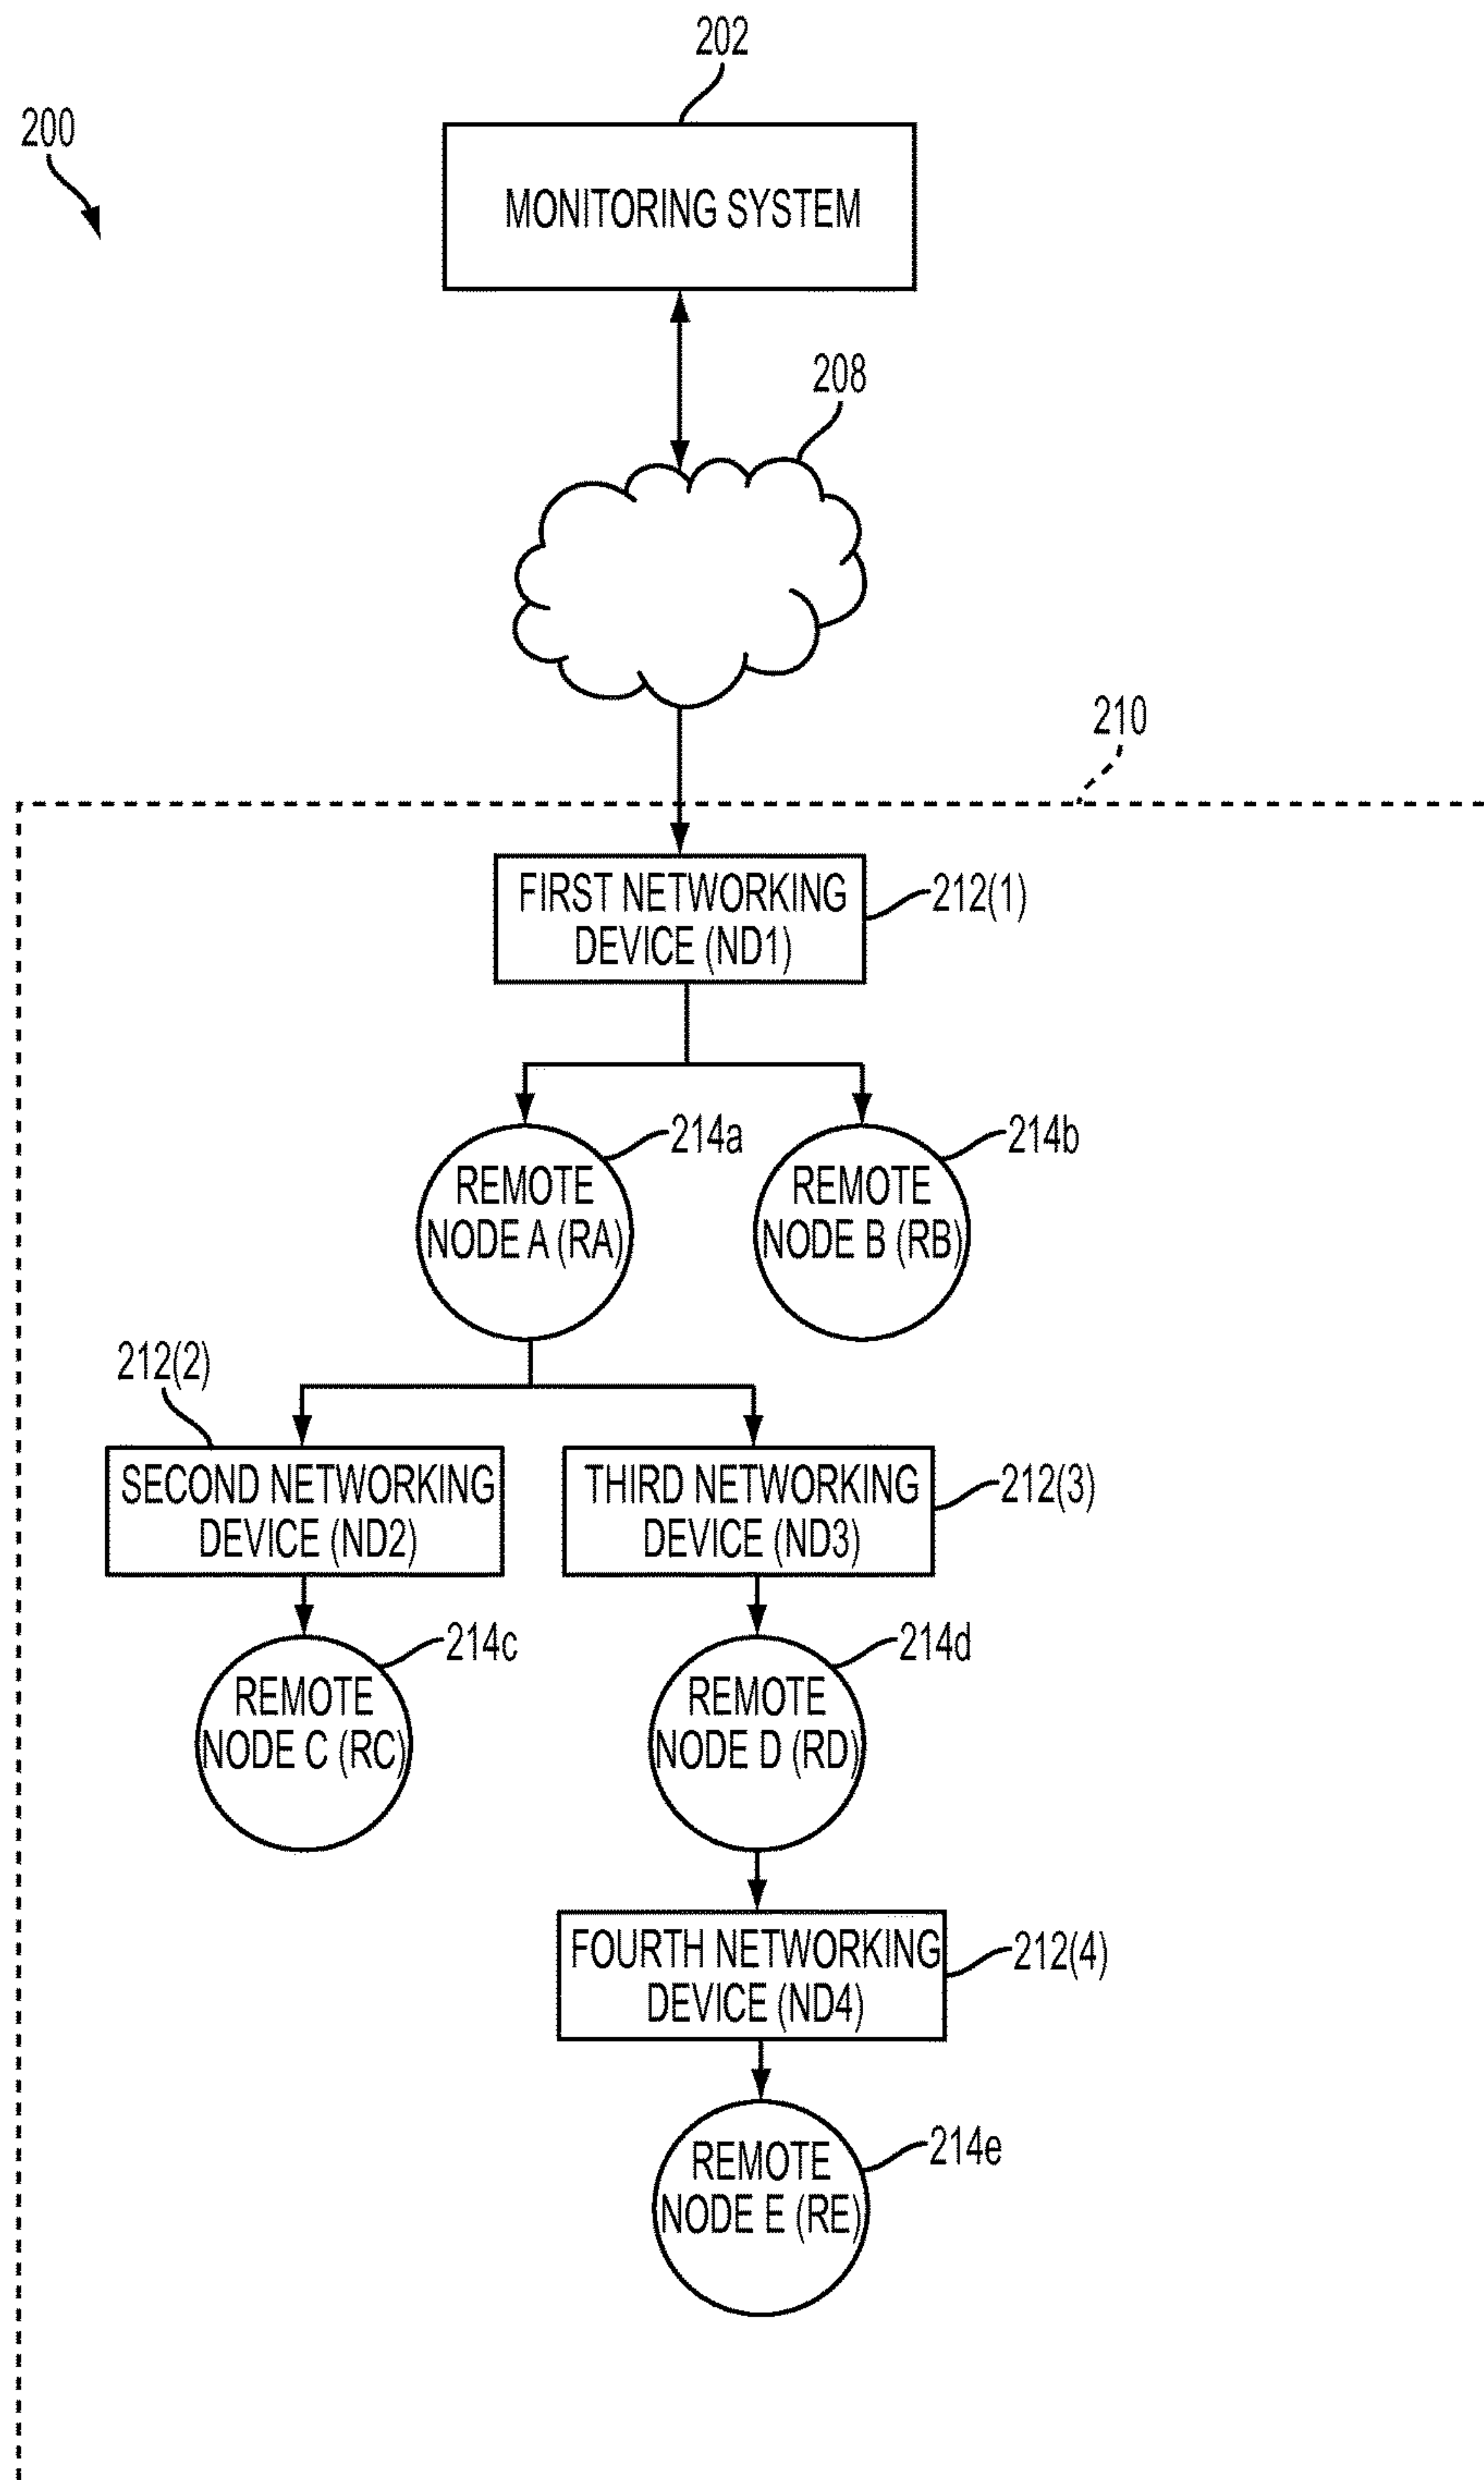 202
200
MONITORING SYSTEM
208
210
FIRST NETWORKING
DEVICE (ND1)
212(1)
214a
214b
REMOTE
NODE A (RA)
REMOTE
NODE B (RB)
212(2)
SECOND NETWORKING
DEVICE (ND2)
THIRD NETWORKING
DEVICE (ND3)
212(3)
214c
214d
REMOTE
NODE C (RC)
REMOTE
NODE D (RD)
FOURTH NETWORKING
DEVICE (ND4)
212(4)
214e
REMOTE
NODE E (RE)